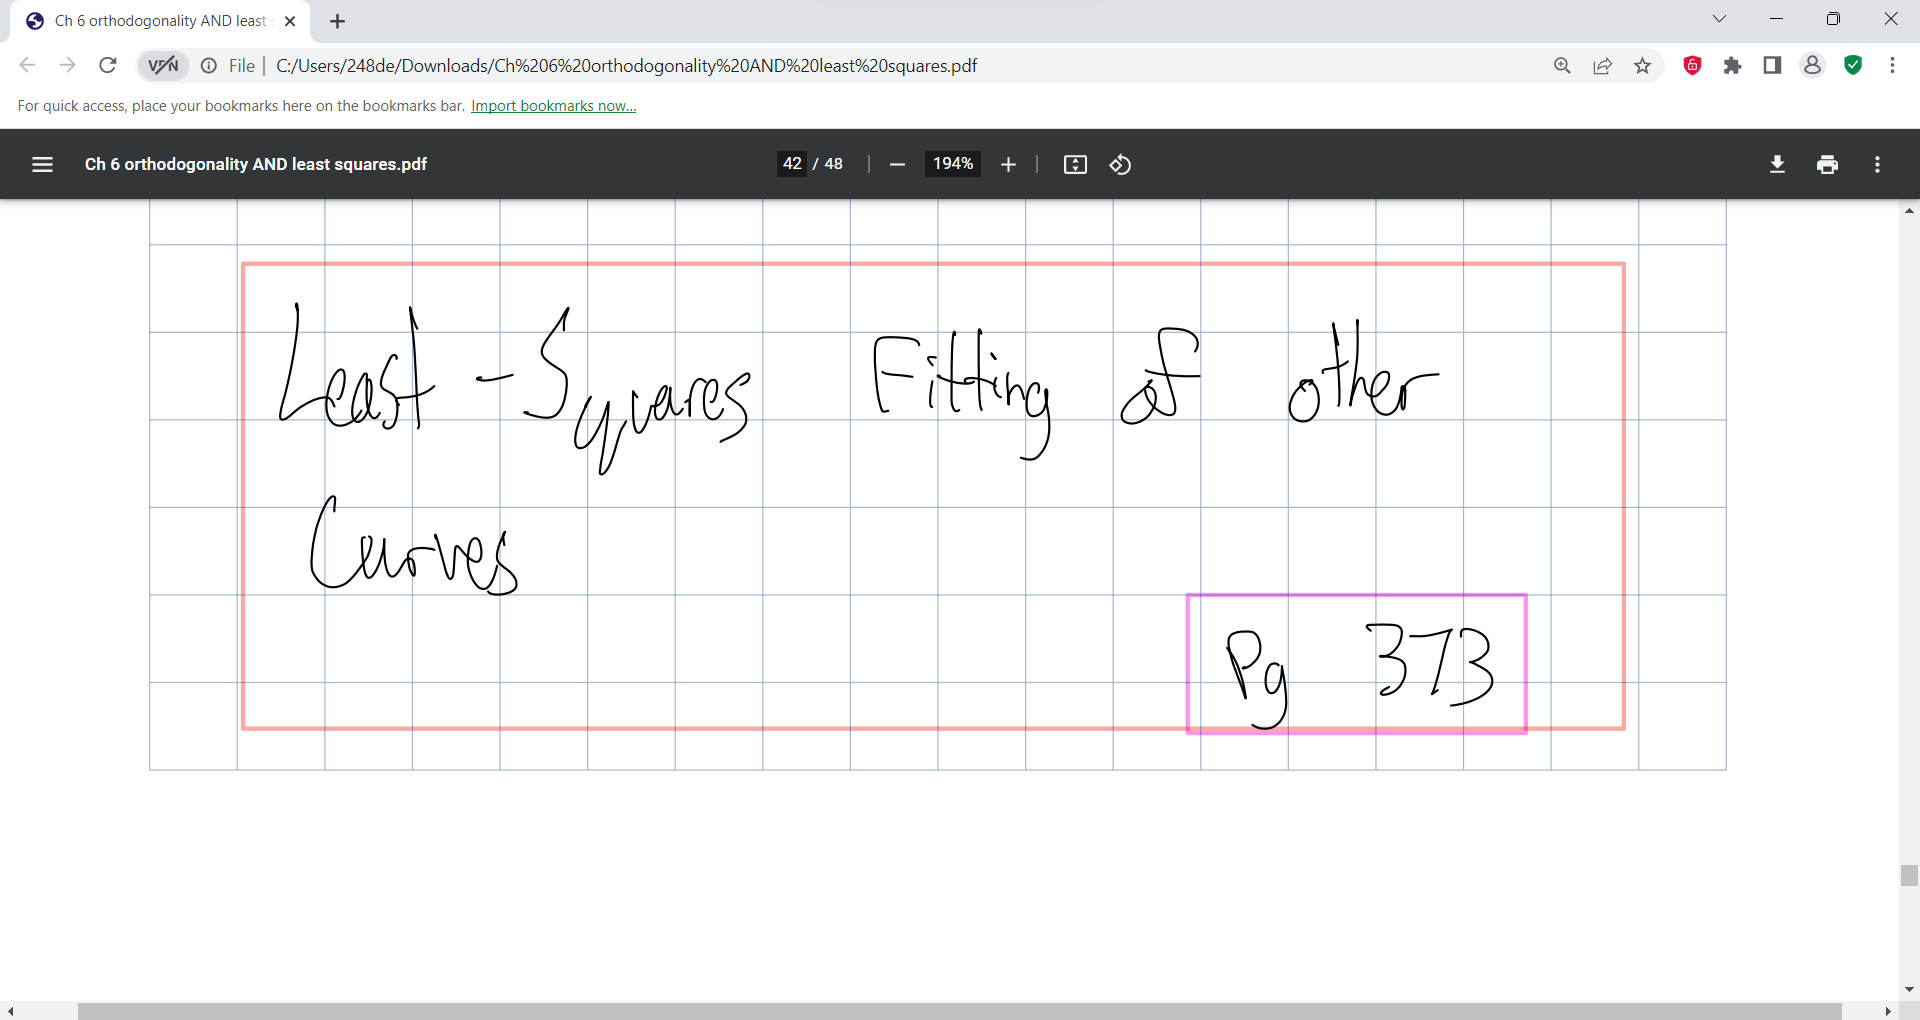 Ch 6 orthodogonality AND least
VPN File C:/Users/248de/Downloads/Ch%206%20orthodogonality%20AND%20least%20squares.pdf
For quick access, place your bookmarks here on the bookmarks bar. Import bookmarks now...
Ch 6 orthodogonality AND least squares.pdf 42 / 48 194%
Least-Squares Fitting of other
Curves
Pg 373